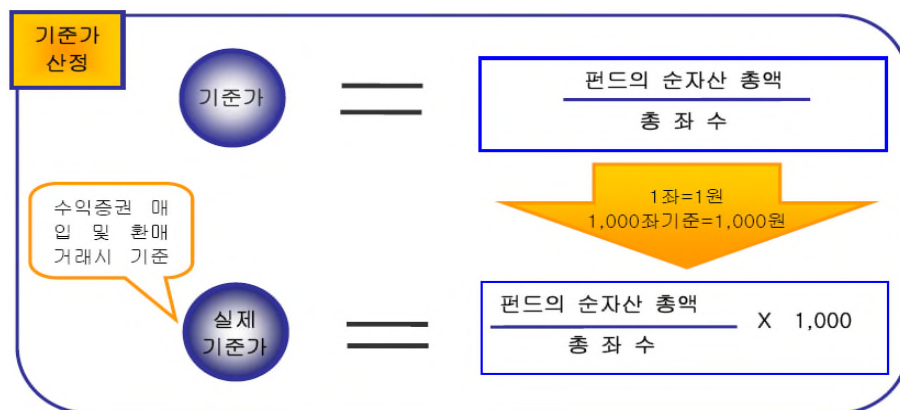 기준가
산정
기준가
펀드의 순자산 총액
총 좌 수
1좌=1원
1,000좌기준=1,000원
수익증권 매
입 및 환매
거래시 기준
실제
기준가
펀드의 순자산 총액
총 좌 수
X 1,000